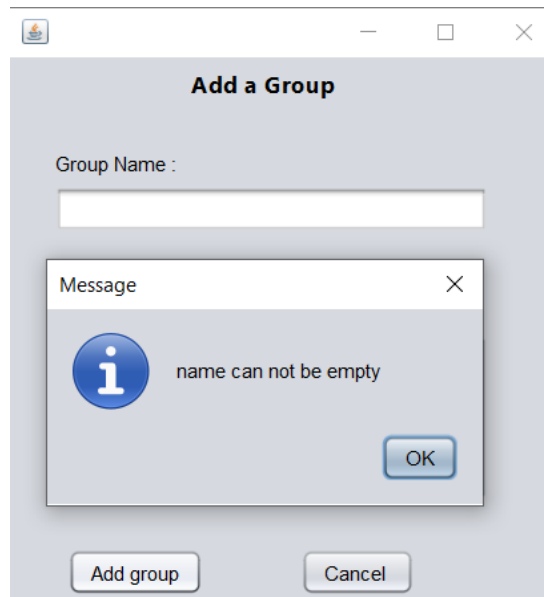 Add a Group
Group Name :
Message
name can not be empty
OK
Add group
Cancel